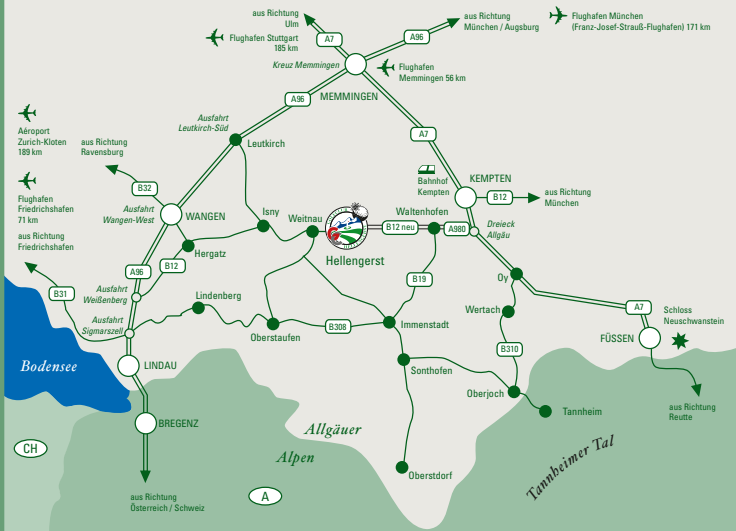 aus Richtung
Ulm
A7
aus Richtung
München / Augsburg
A96
Flughafen München
(Franz-Josef-Strauß-Flughafen) 171 km
Flughafen Stuttgart
185 km
Kreuz Memmingen
Flughafen
Memmingen 56 km
A96
MEMMINGEN
Aéroport
Zurich-Kloten
189 km
aus Richtung
Ravensburg
Ausfahrt
Leutkirch-Süd
Leutkirch
A7
Flughafen
Friedrichshafen
71 km
B32
Bahnhof
Kempten
KEMPTEN
B12
aus Richtung
München
Ausfahrt
Wangen-West
WANGEN
Isny
Weitnau
Waltenhofen
B12 neu
A980
Dreieck
Allgäu
aus Richtung
Friedrichshafen
Hergatz
Hellengerst
A96
B12
B19
Oy
B31
Ausfahrt
Weißenberg
Lindenberg
Wertach
A7
Schloss
Neuschwanstein
Ausfahrt
Sigmarszell
Oberstaufen
B308
Immenstadt
FÜSSEN
B310
Bodensee
LINDAU
Sonthofen
Oberjoch
Tannheim
aus Richtung
Reutte
BREGENZ
Allgäuer
Alpen
CH
Oberstdorf
Tannheimer Tal
A
aus Richtung
Österreich / Schweiz